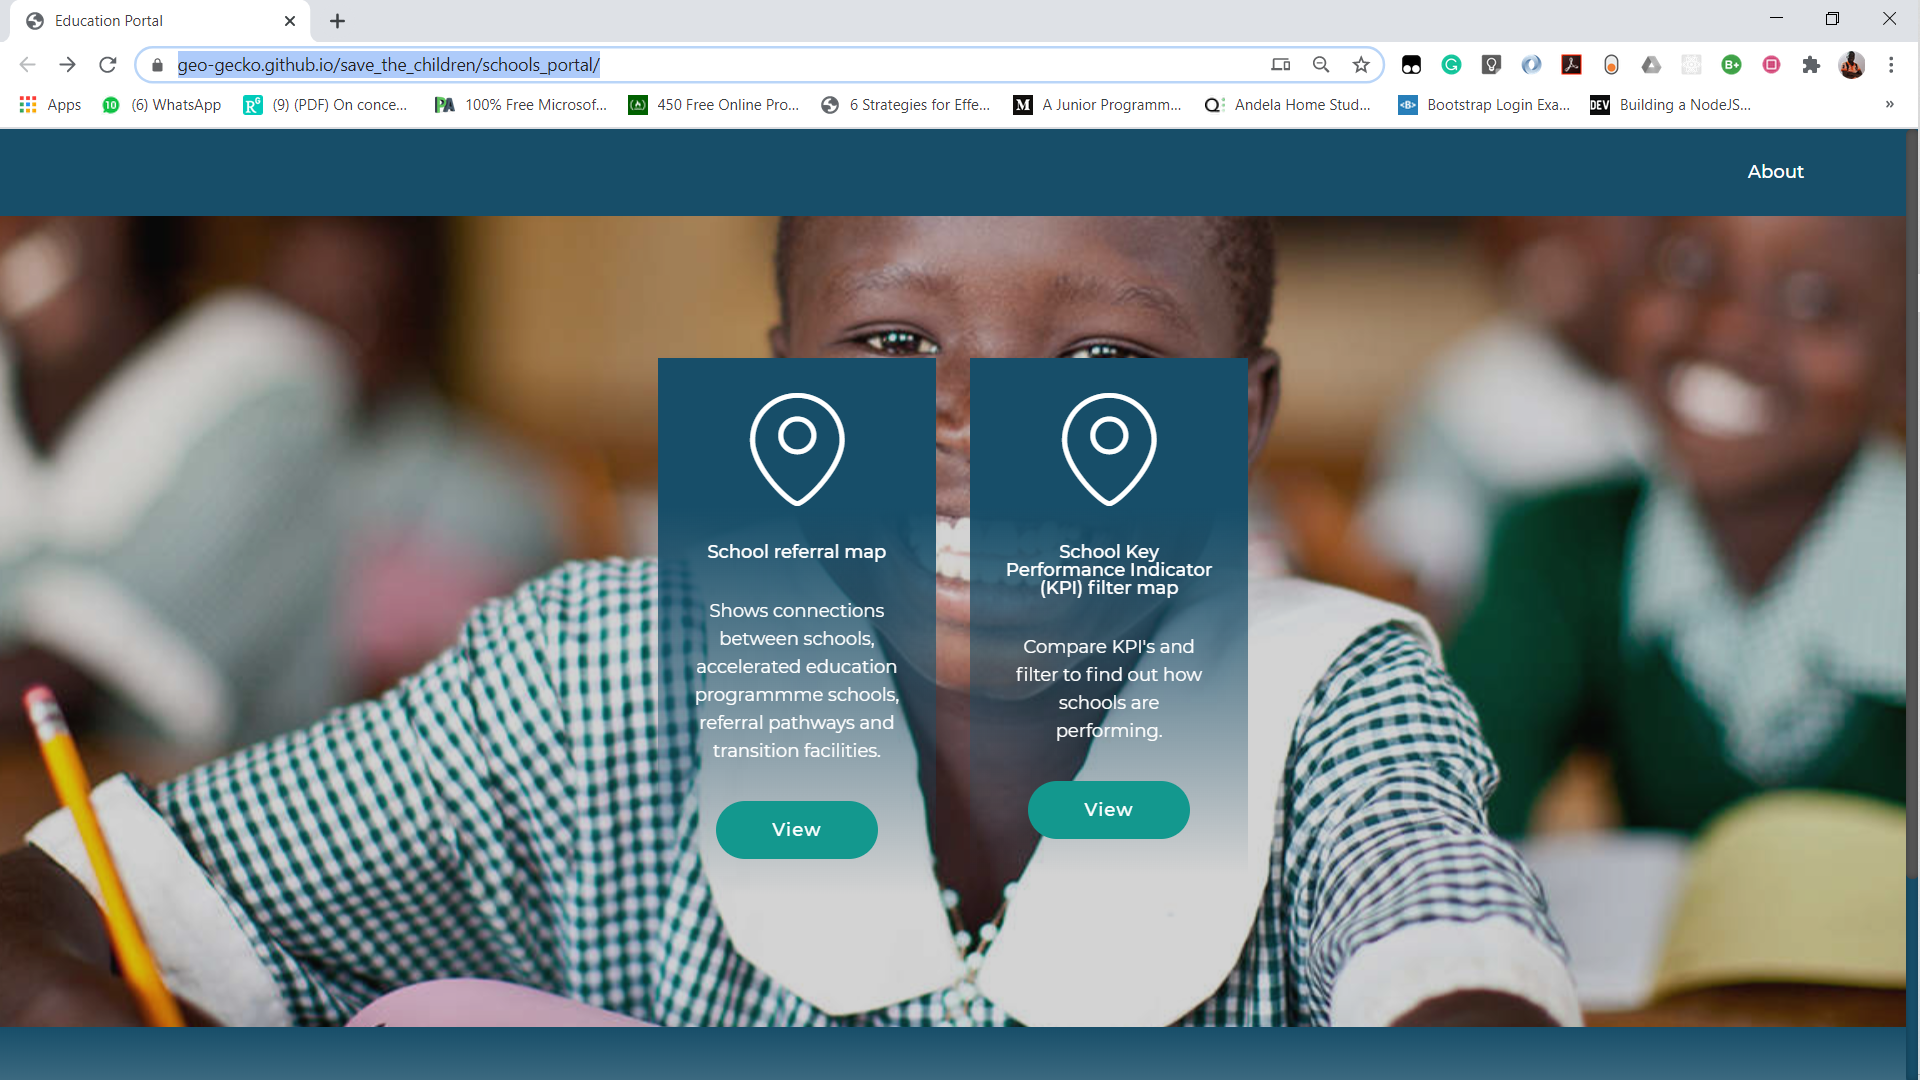 Education Portal
geo-gecko.github.io/save_the_children/schools_portal/
Apps
10
(6) WhatsApp
(9) (PDF) On conce...
100% Free Microsof...
450 Free Online Pro...
6 Strategies for Effe...
A Junior Programm...
Andela Home Stud...
Bootstrap Login Exa...
DEV
Building a NodeJS...
»
About
School referral map
Shows connections
between schools,
accelerated education
programmme schools,
referral pathways and
transition facilities.
View
School Key
Performance Indicator
(KPI) filter map
Compare KPI's and
filter to find out how
schools are
performing.
View